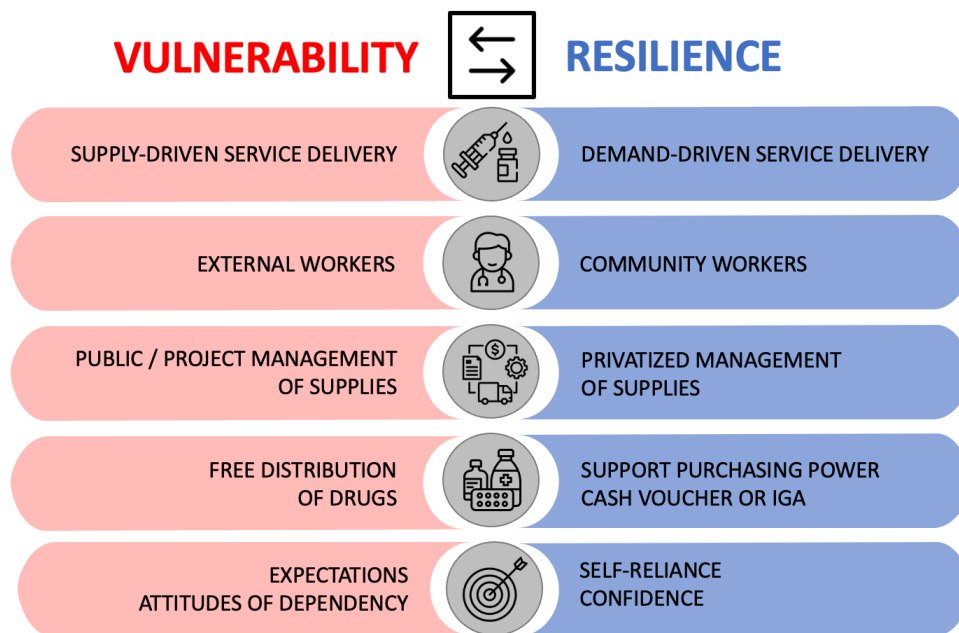 VULNERABILITY
RESILIENCE
SUPPLY-DRIVEN SERVICE DELIVERY
DEMAND-DRIVEN SERVICE DELIVERY
EXTERNAL WORKERS
COMMUNITY WORKERS
PUBLIC / PROJECT MANAGEMENT
OF SUPPLIES
PRIVATIZED MANAGEMENT
OF SUPPLIES
FREE DISTRIBUTION
OF DRUGS
SUPPORT PURCHASING POWER
CASH VOUCHER OR IGA
EXPECTATIONS
ATTITUDES OF DEPENDENCY
SELF-RELIANCE
CONFIDENCE